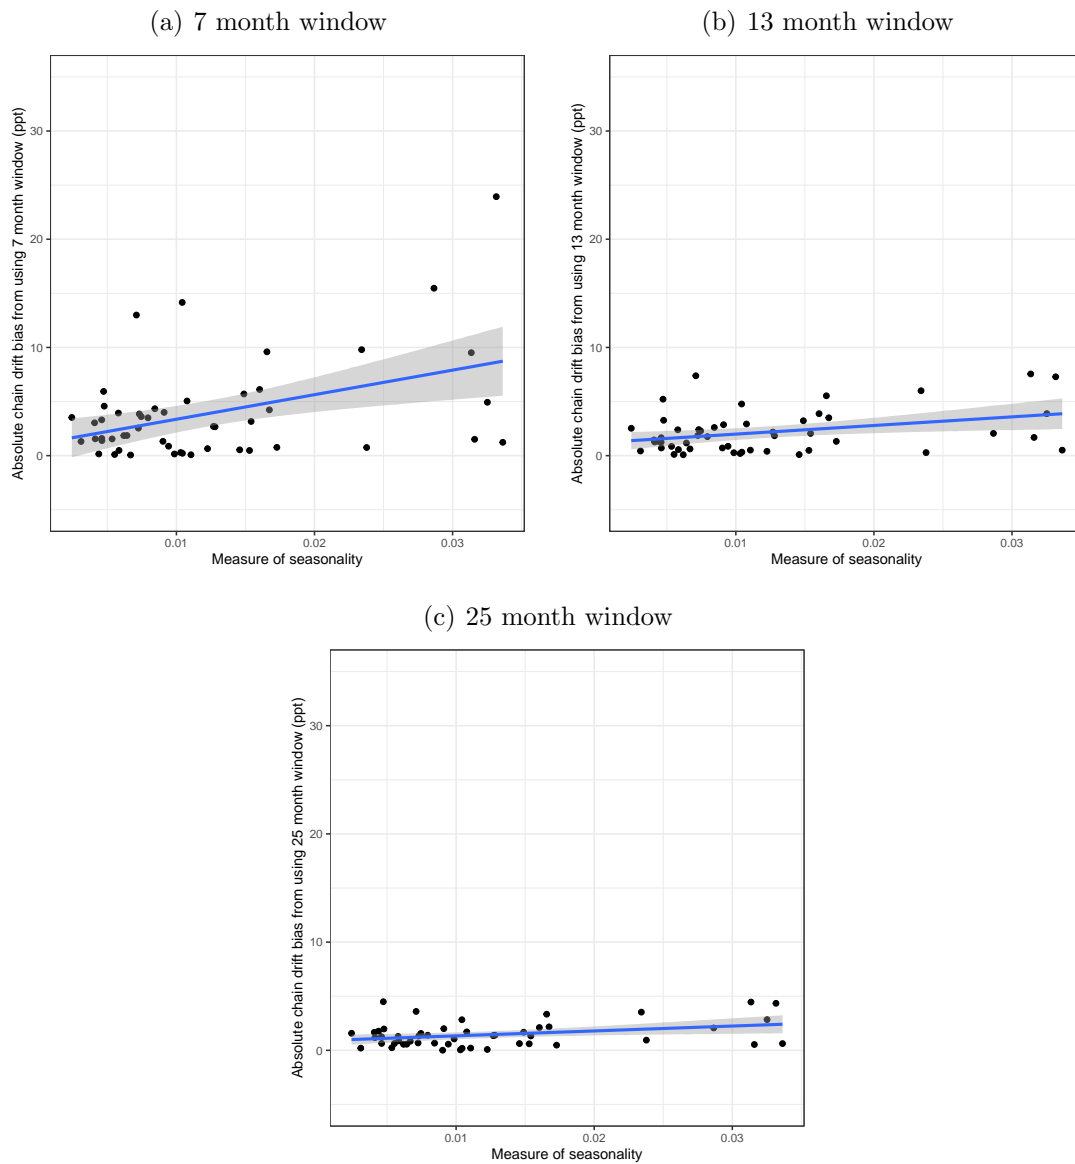 (a) 7 month window
(b) 13 month window
Absolute chain drift bias from using 7 month window (ppt)
30
20
10
0
0.01
0.02
0.03
Measure of seasonality
Absolute chain drift bias from using 13 month window (ppt)
30
20
10
0
0.01
0.02
0.03
Measure of seasonality
(c) 25 month window
Absolute chain drift bias from using 25 month window (ppt)
30
20
10
0
0.01
0.02
0.03
Measure of seasonality